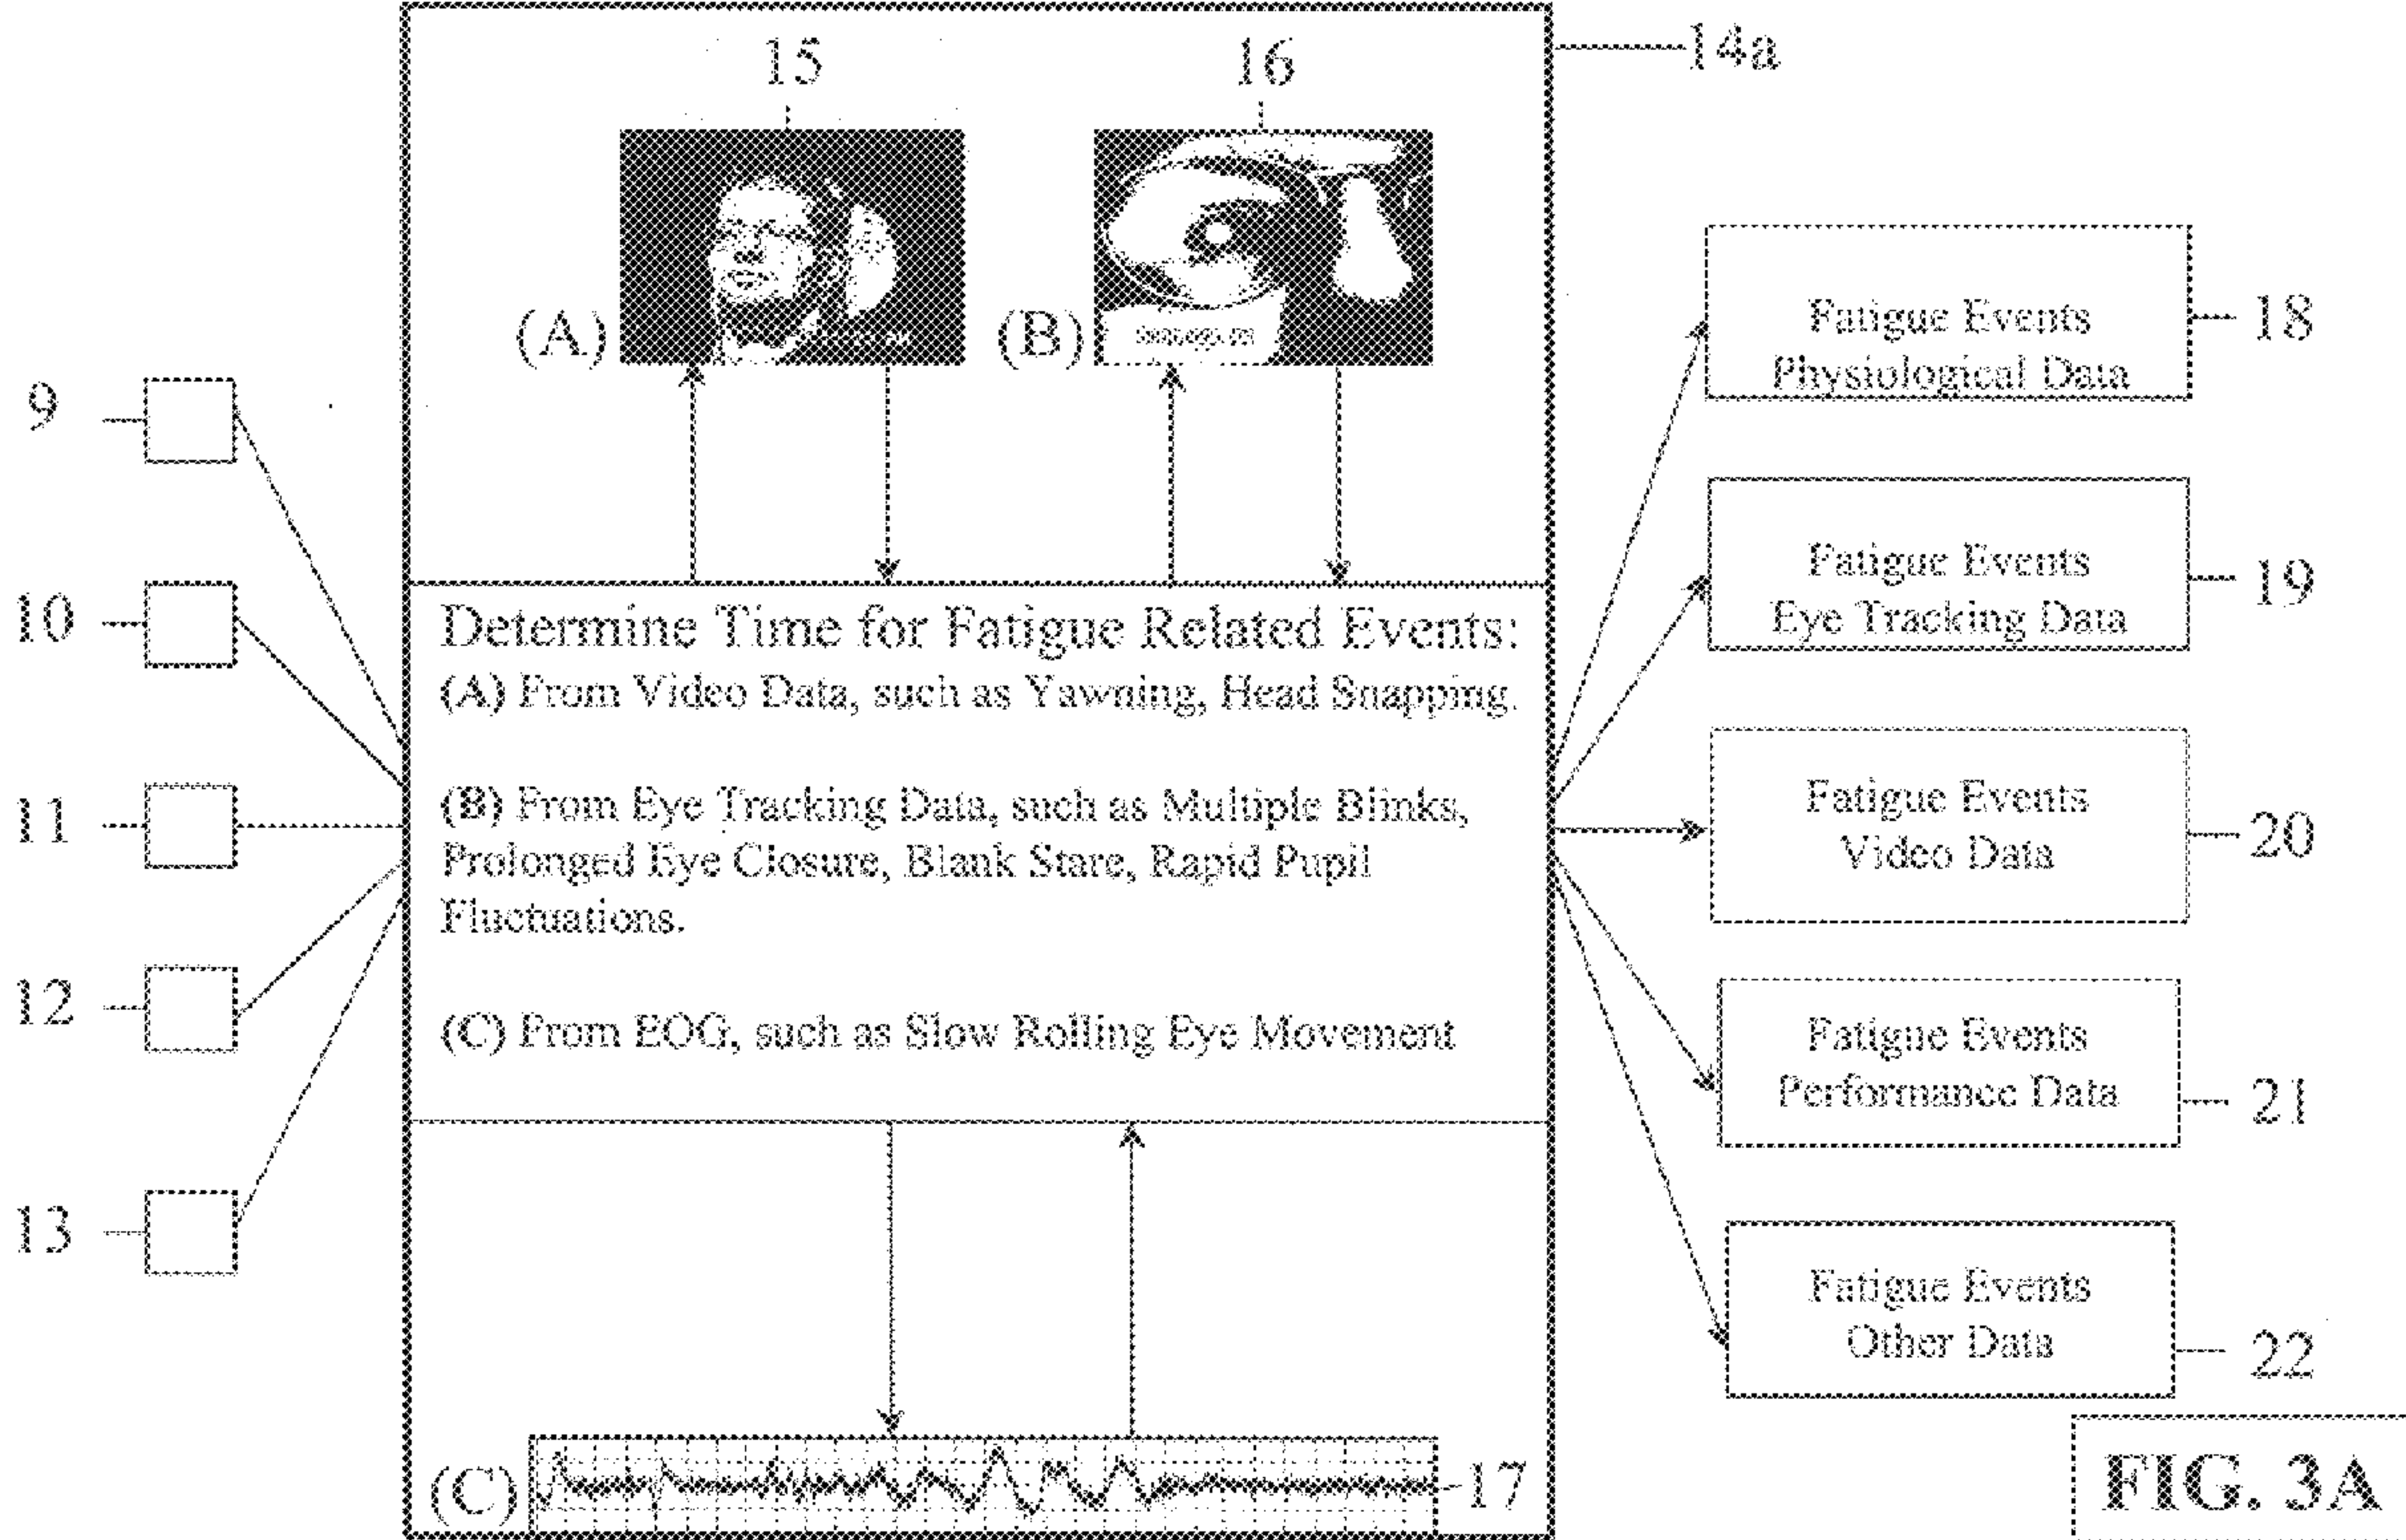 15
16
14a
(A)
(B)
9
10
11
12
13
Determine Time for Fatigue Related Events:
(A) From Video Data, such as Yawning, Head Snapping.
(B) From Eye Tracking Data, such as Multiple Blinks,
Prolonged Eye Closure, Blank Stare, Rapid Pupil
Fluctuations.
(C) From EOG, such as Slow Rolling Eye Movement
(C)
17
Fatigue Events
Physiological Data
18
Fatigue Events
Eye Tracking Data
19
Fatigue Events
Video Data
20
Fatigue Events
Performance Data
21
Fatigue Events
Other Data
22
FIG. 3A